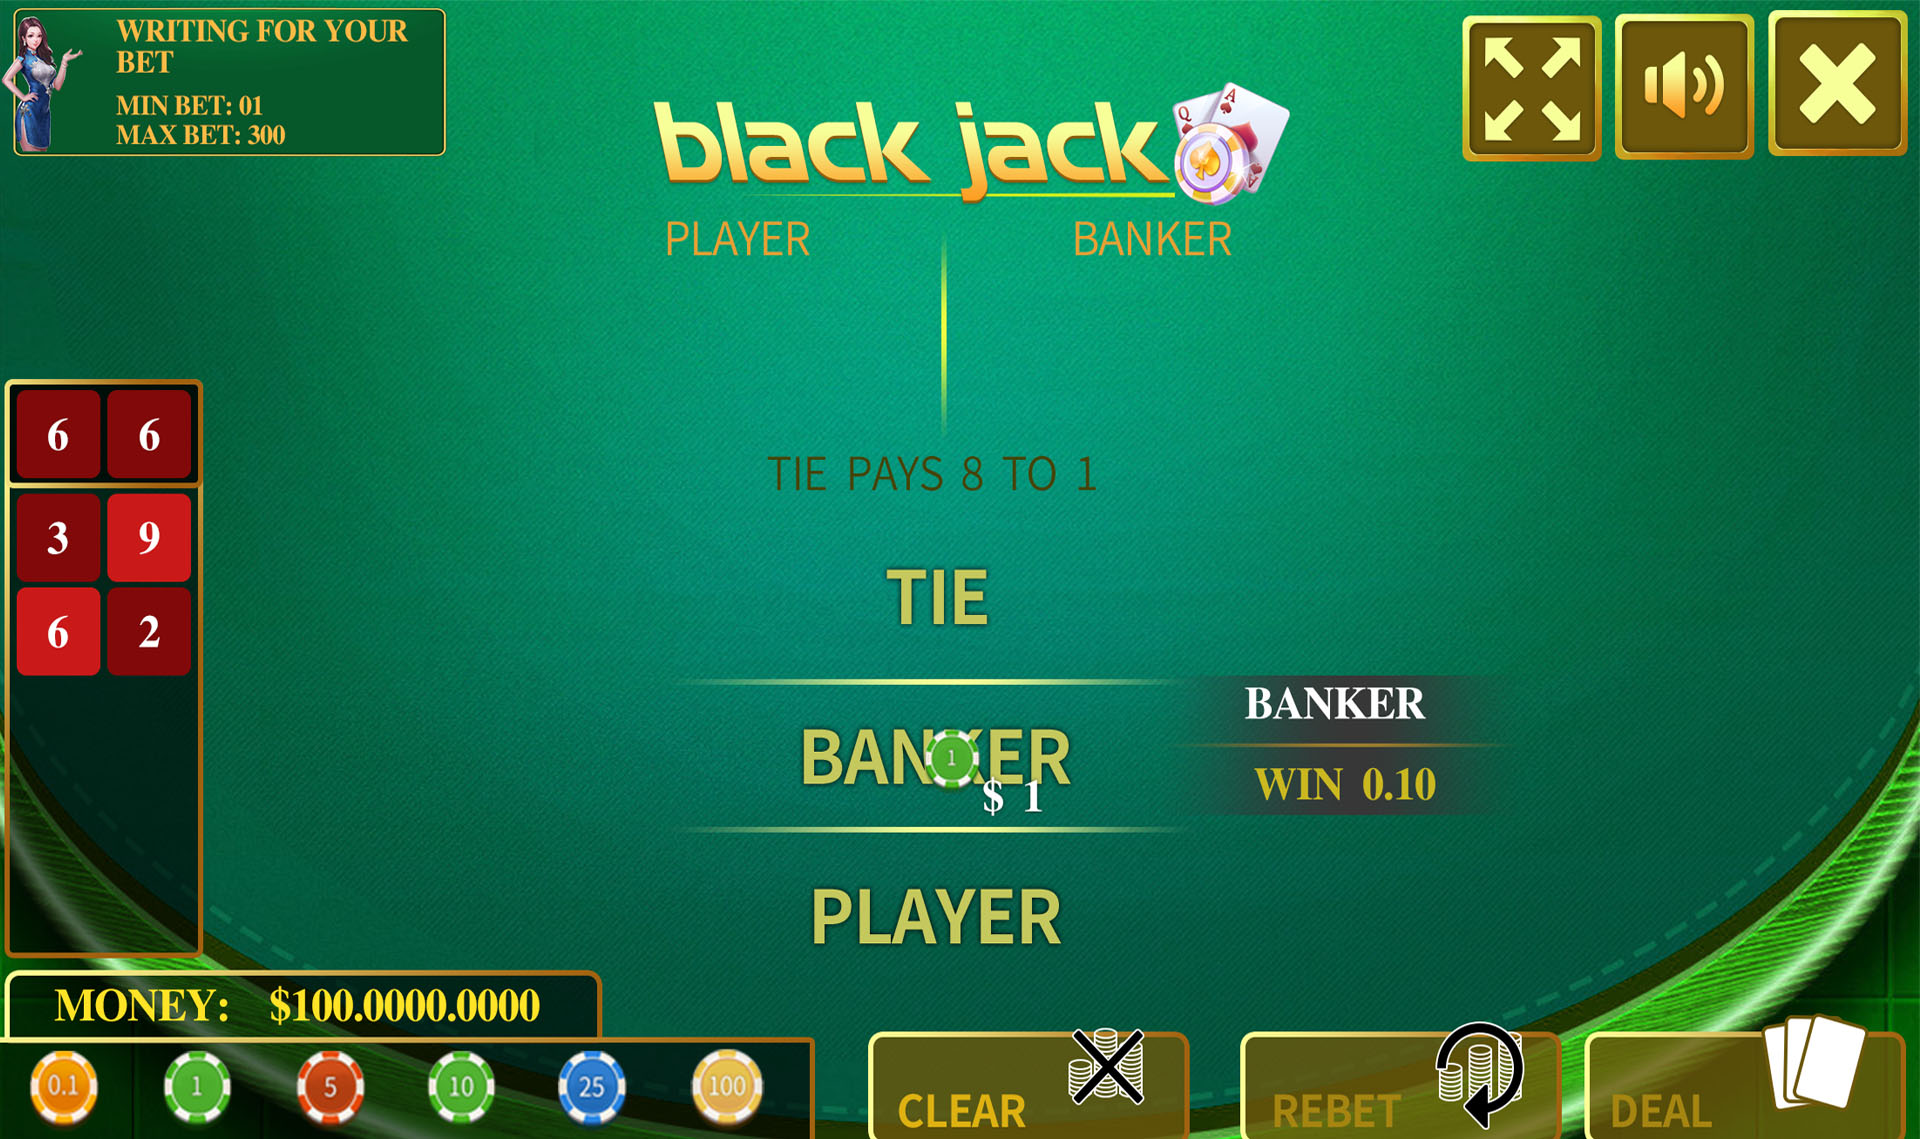 WRITING FOR YOUR
BET
MIN BET: 01
MAX BET: 300
black jack
Q
A
A
PLAYER
BANKER
TIE PAYS 8 TO 1
6 6
3 9
6 2
TIE
BANKER
1
$ 1
BANKER
WIN 0.10
PLAYER
MONEY: $100.0000.0000
0.1
1
5
10
25
100
CLEAR
REBET
DEAL